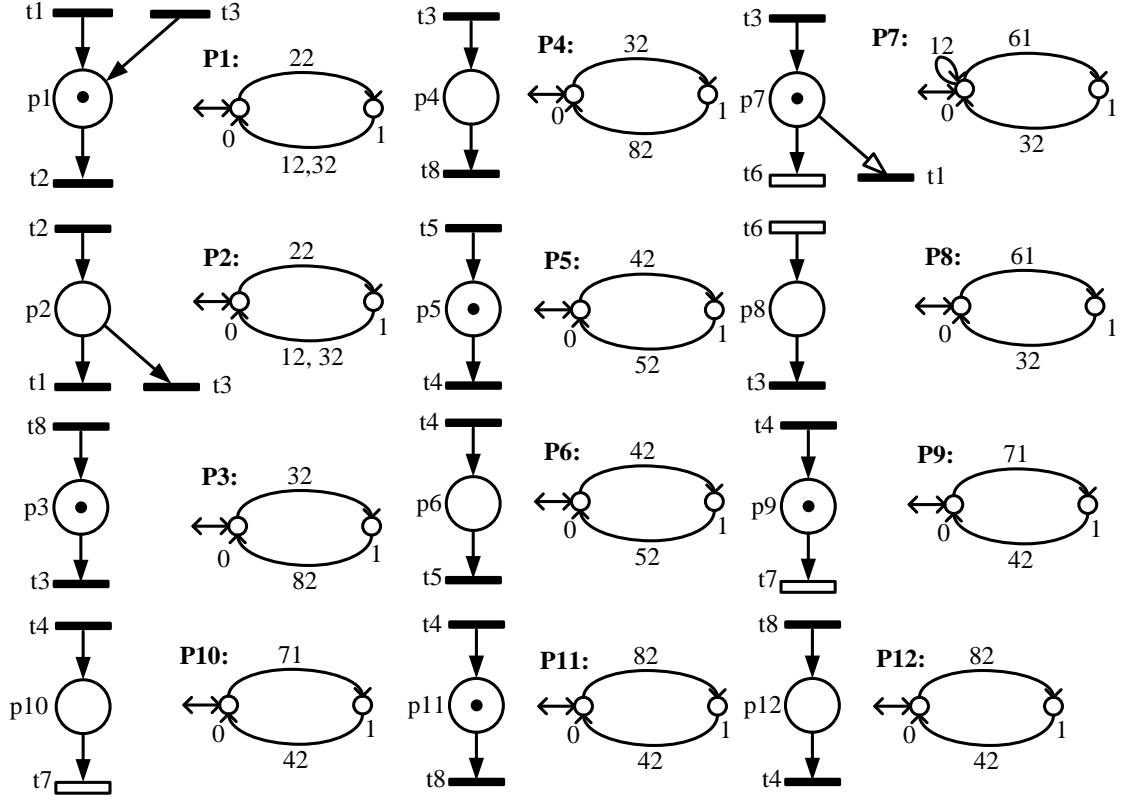 t1 t3
p1
t2
P1:
22
0 1
12,32
t3
p4
t8
P4:
32
0 1
82
t3
p7
t6 t1
P7:
12 61
0 1
32
t2
p2
t1 t3
P2:
22
0 1
12, 32
t5
p5
t4
P5:
42
0 1
52
t6
p8
t3
P8:
61
0 1
32
t8
p3
t3
P3:
32
0 1
82
t4
p6
t5
P6:
42
0 1
52
t4
p9
t7
P9:
71
0 1
42
t4
p10
t7
P10:
71
0 1
42
t4
p11
t8
P11:
82
0 1
42
t8
p12
t4
P12:
82
0 1
42